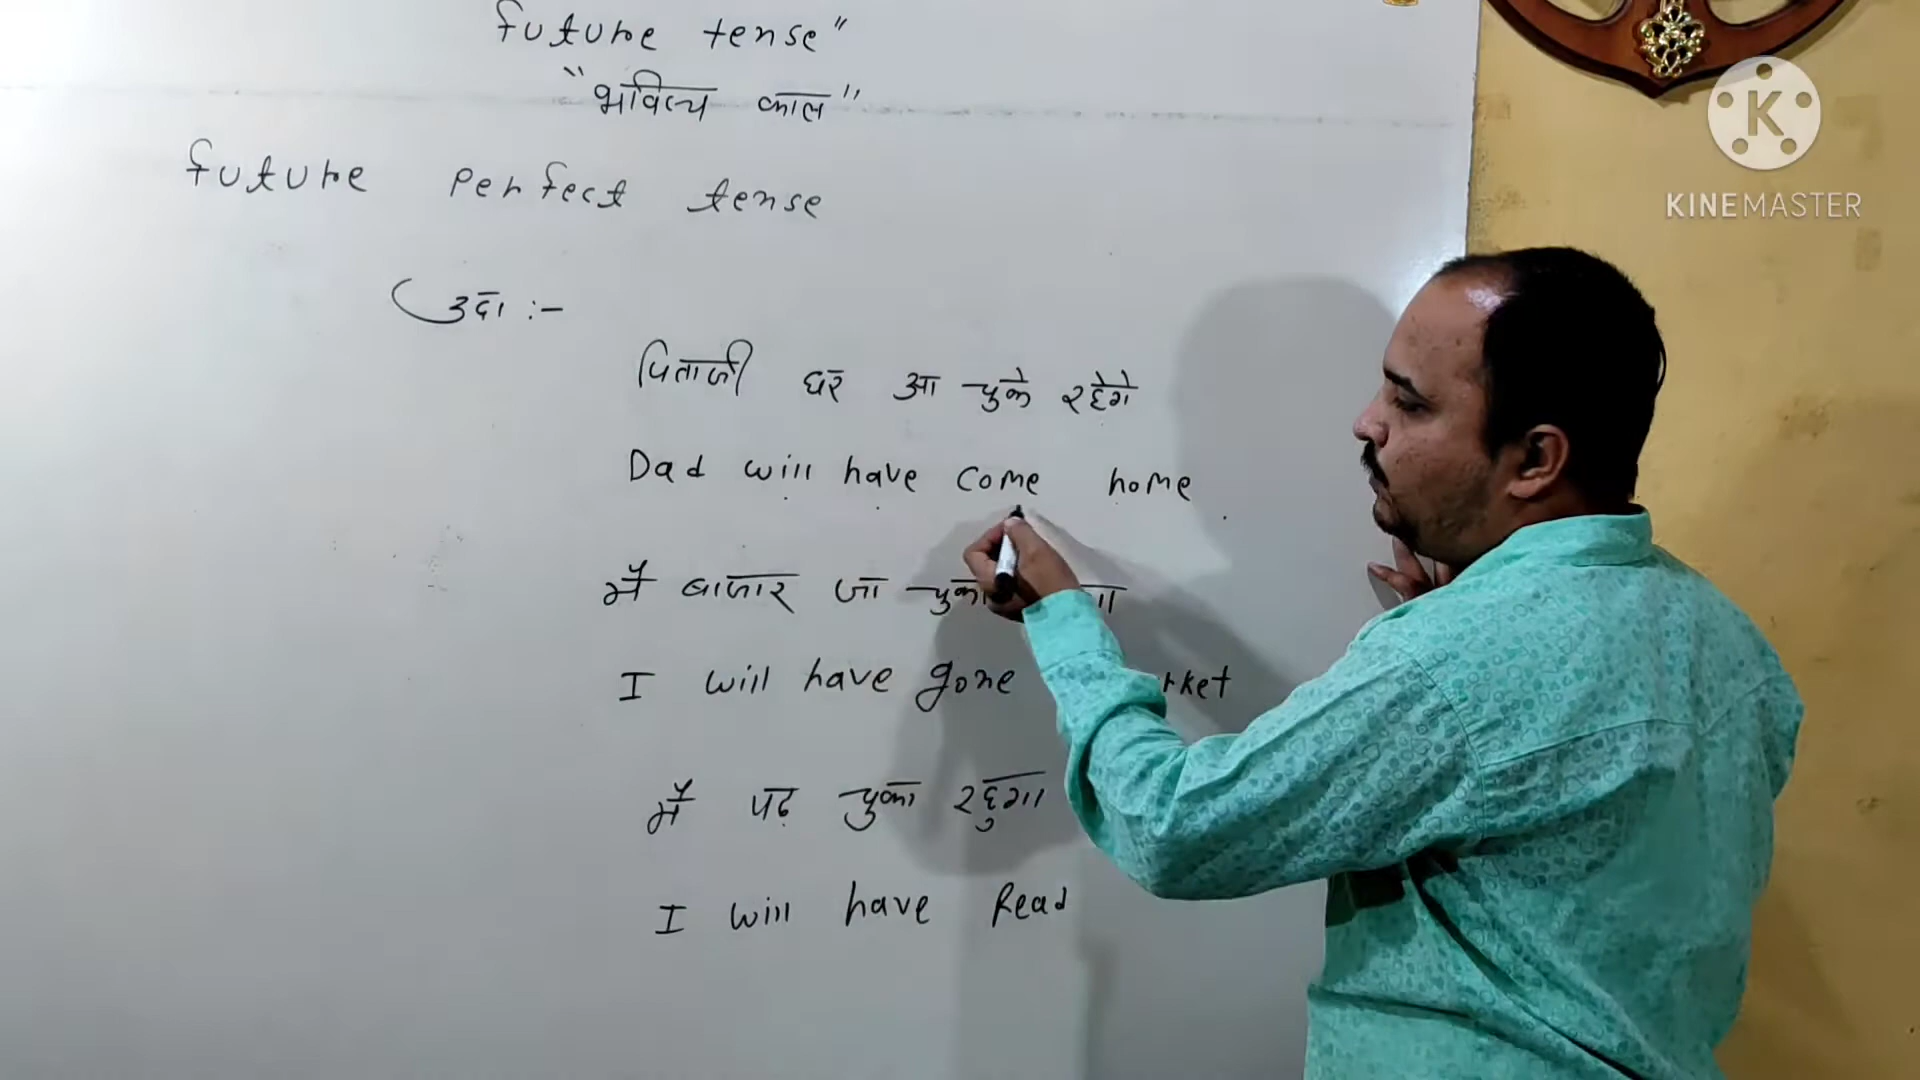 future tense"
"भविष्य काल"
future perfect tense
उदा :-
पिताजी घर आ चुके रहेंगे
Dad will have come home.
मैं बाजार जा चुका
I will have gone
मैं पढ़ चुका रहुंगा
I will have Read
K
KINEMASTER